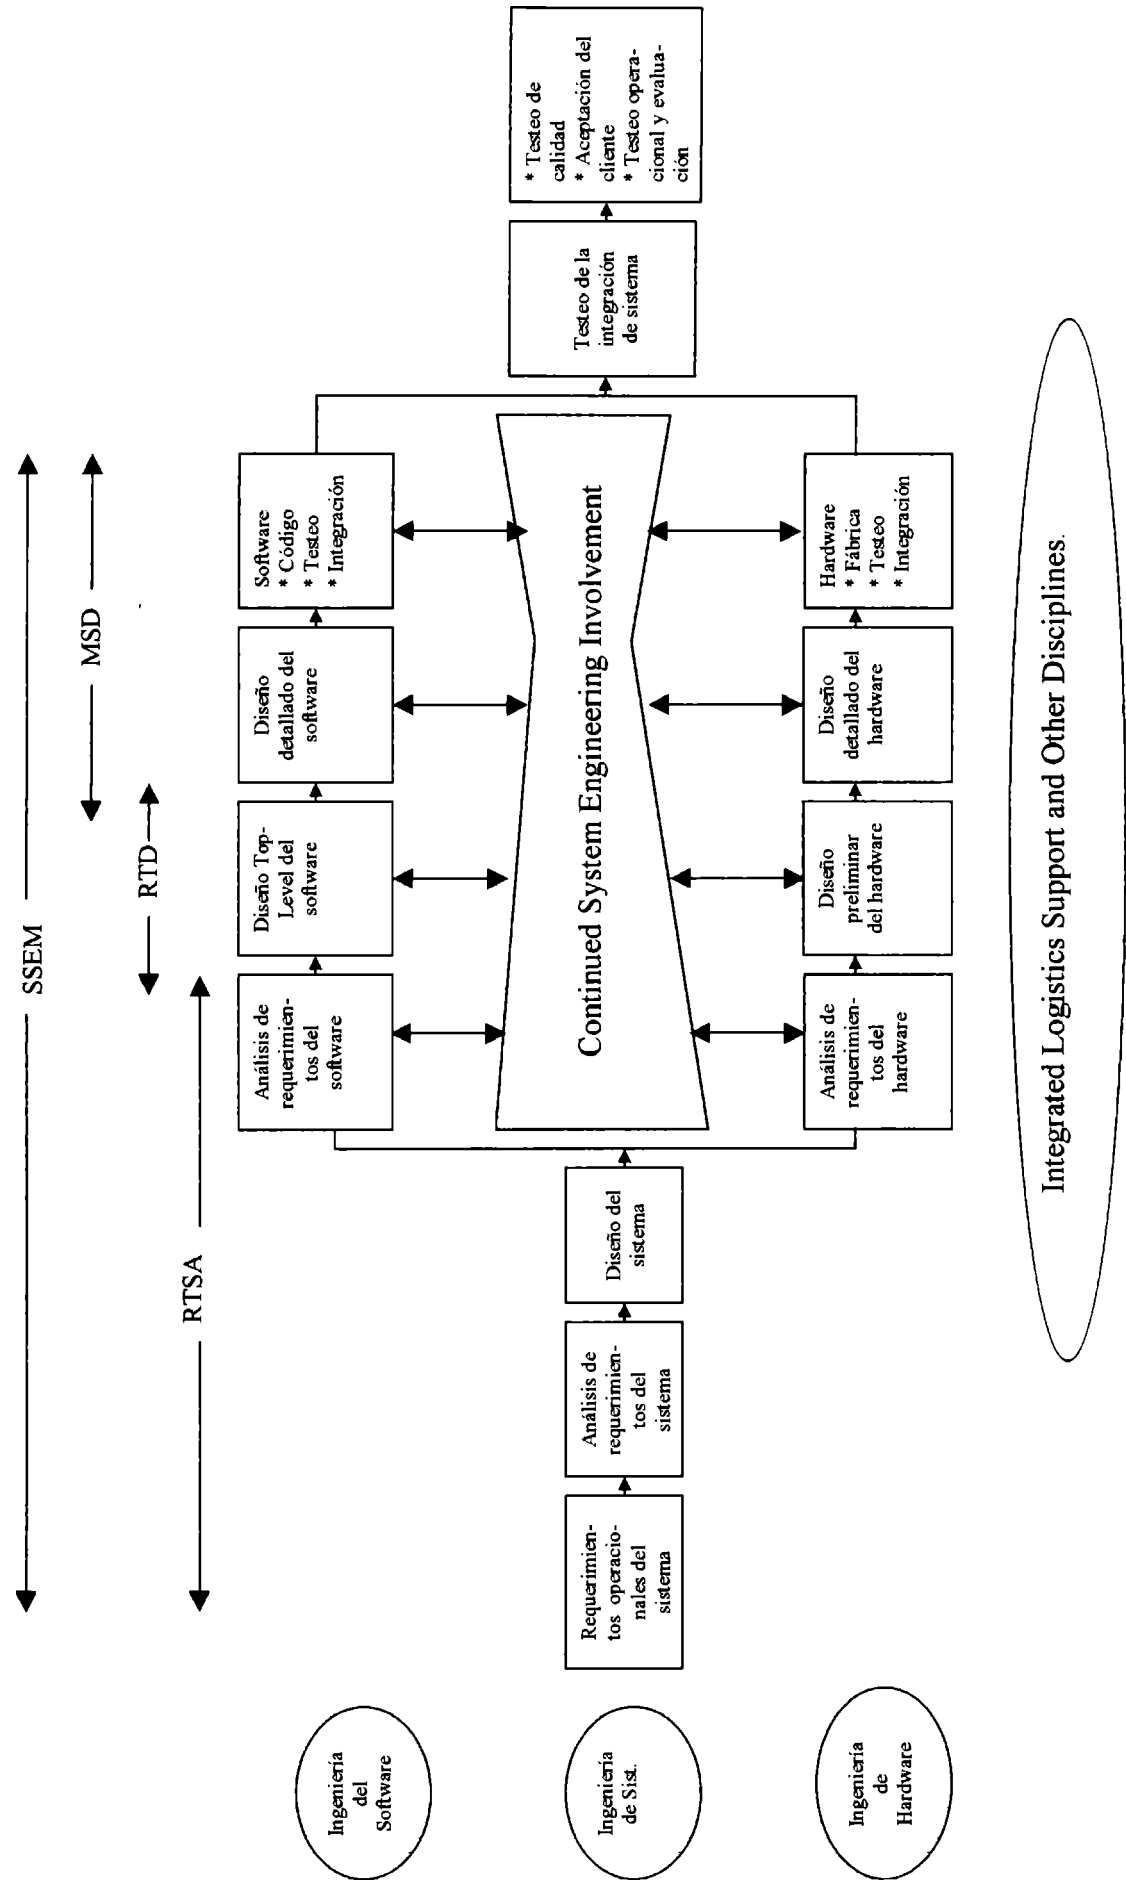 SSEM
MSD
RTD
RTSA
Ingeniería
del
Software
Análisis de
requerimien-
tos del
software
Diseño Top-
Level del
software
Diseño
detallado del
software
Software
* Código
* Testeo
* Integración
Ingeniería
de Sist.
Requerimien-
tos operacio-
nales del
sistema
Análisis de
requerimien-
tos del
sistema
Diseño del
sistema
Continued System Engineering Involvement
Testeo de la
integración
de sistema
* Testeo de
calidad
* Aceptación del
cliente
* Testeo opera-
cional y evalua-
ción
Ingeniería
de
Hardware
Análisis de
requerimien-
tos del
hardware
Diseño
preliminar
del hardware
Diseño
detallado del
hardware
Hardware
* Fábrica
* Testeo
* Integración
Integrated Logistics Support and Other Disciplines.